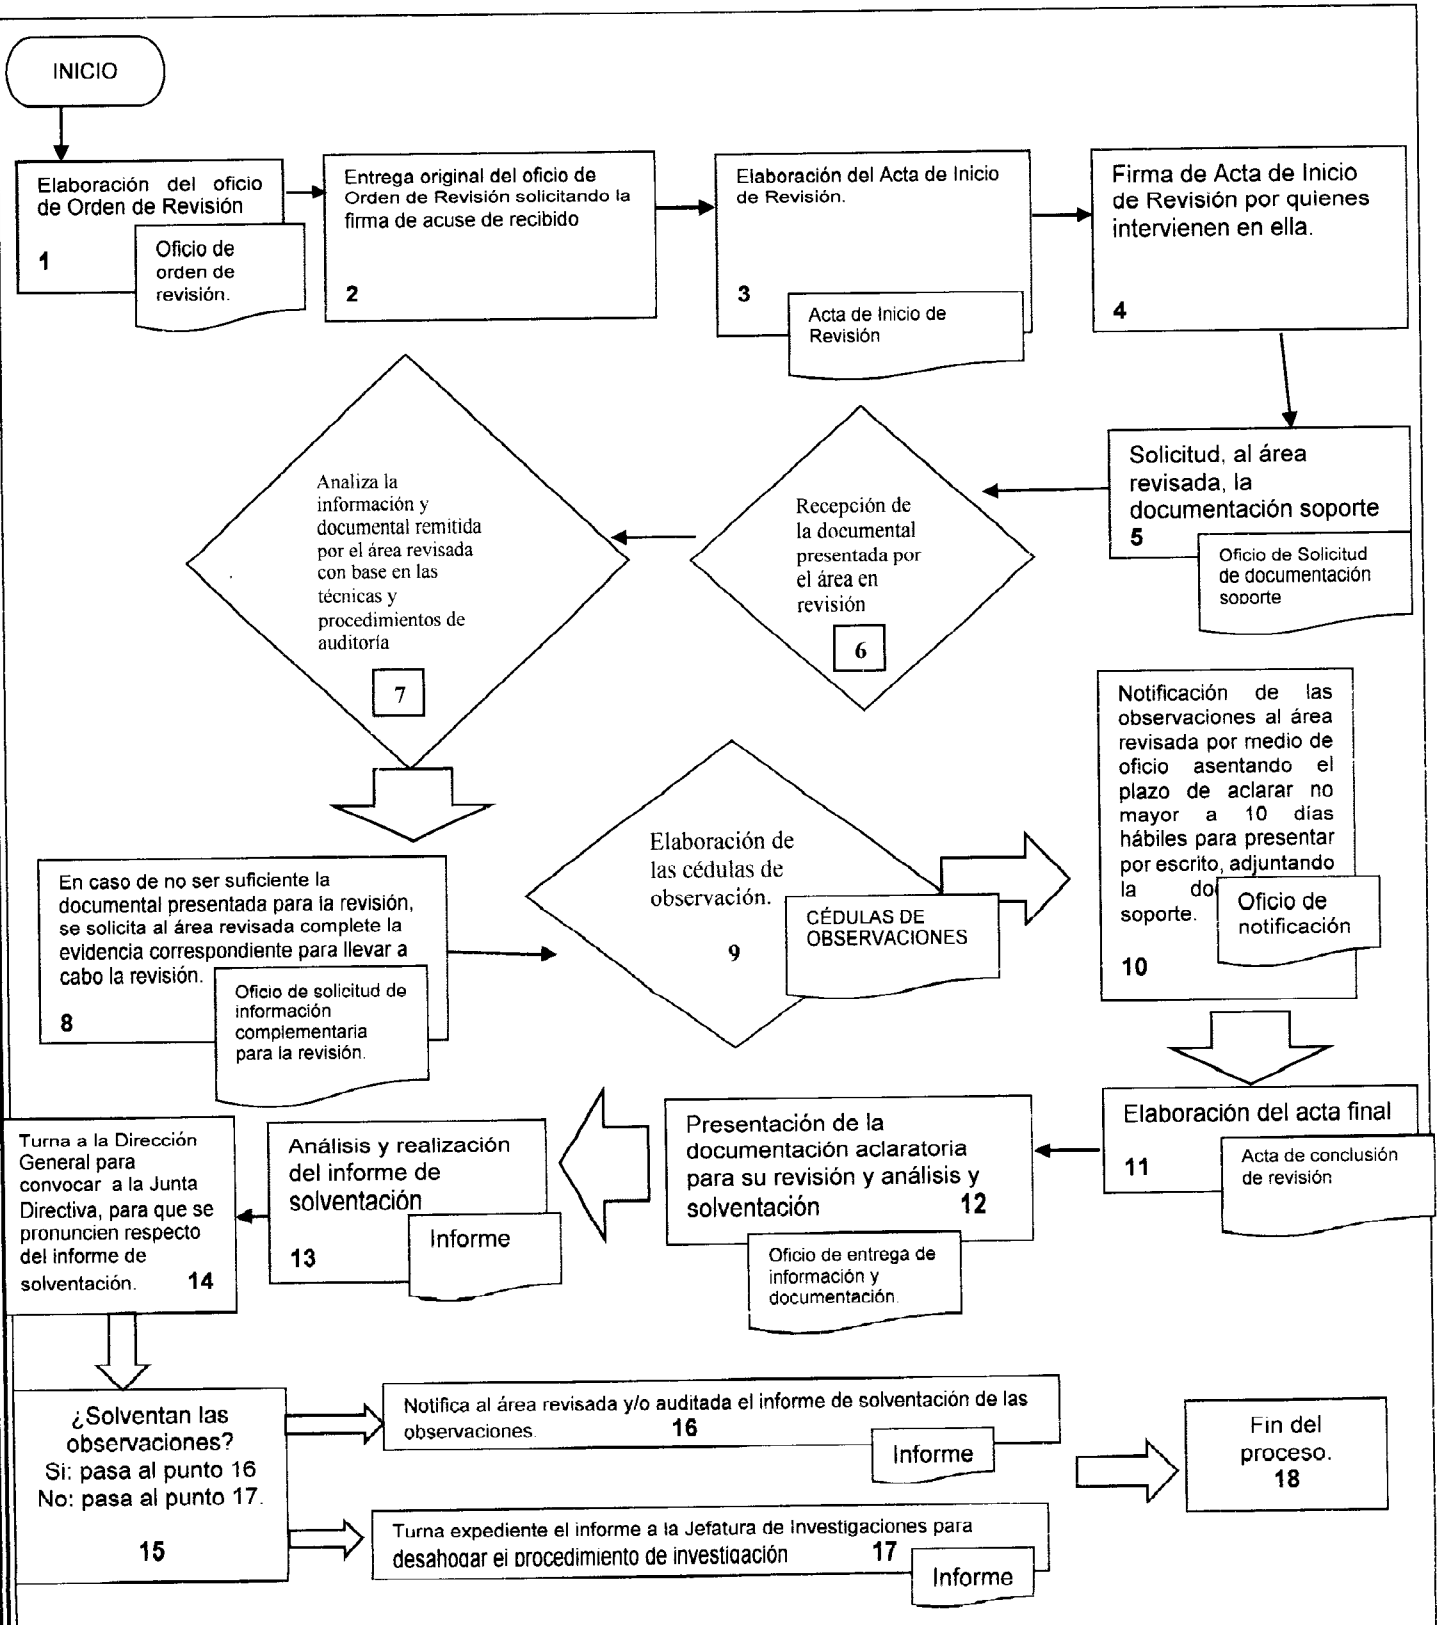 INICIO
Elaboración del oficio
de Orden de Revisión
1
Oficio de
orden de
revisión.
Entrega original del oficio de
Orden de Revisión solicitando la
firma de acuse de recibido
2
Elaboración del Acta de Inicio
de Revisión.
3
Acta de Inicio de
Revisión
Firma de Acta de Inicio
de Revisión por quienes
intervienen en ella.
4
Solicitud, al área
revisada, la
documentación soporte
5
Oficio de Solicitud
de documentación
soporte
Recepción de
la documental
presentada por
el área en
revisión
6
Analiza la
información y
documental remitida
por el área revisada
con base en las
técnicas y
procedimientos de
auditoría
7
En caso de no ser suficiente la
documental presentada para la revisión,
se solicita al área revisada complete la
evidencia correspondiente para llevar a
cabo la revisión.
8
Oficio de solicitud de
información
complementaria
para la revisión.
Elaboración de
las cédulas de
observación.
9
CÉDULAS DE
OBSERVACIONES
Notificación de las
observaciones al área
revisada por medio de
oficio asentando el
plazo de aclarar no
mayor a 10 días
hábiles para presentar
por escrito, adjuntando
la
soporte.
10
Oficio de
notificación
Elaboración del acta final
11
Acta de conclusión
de revisión
Presentación de la
documentación aclaratoria
para su revisión y análisis y
solventación 12
Oficio de entrega de
información y
documentación.
Análisis y realización
del informe de
solventación
13
Informe
Turna a la Dirección
General para
convocar a la Junta
Directiva, para que se
pronuncien respecto
del informe de
solventación. 14
¿Solventan las
observaciones?
Si: pasa al punto 16
No: pasa al punto 17.
15
Notifica al área revisada y/o auditada el informe de solventación de las
observaciones. 16
Informe
Turna expediente el informe a la Jefatura de Investigaciones para
desahogar el procedimiento de investigación 17
Informe
Fin del
proceso.
18